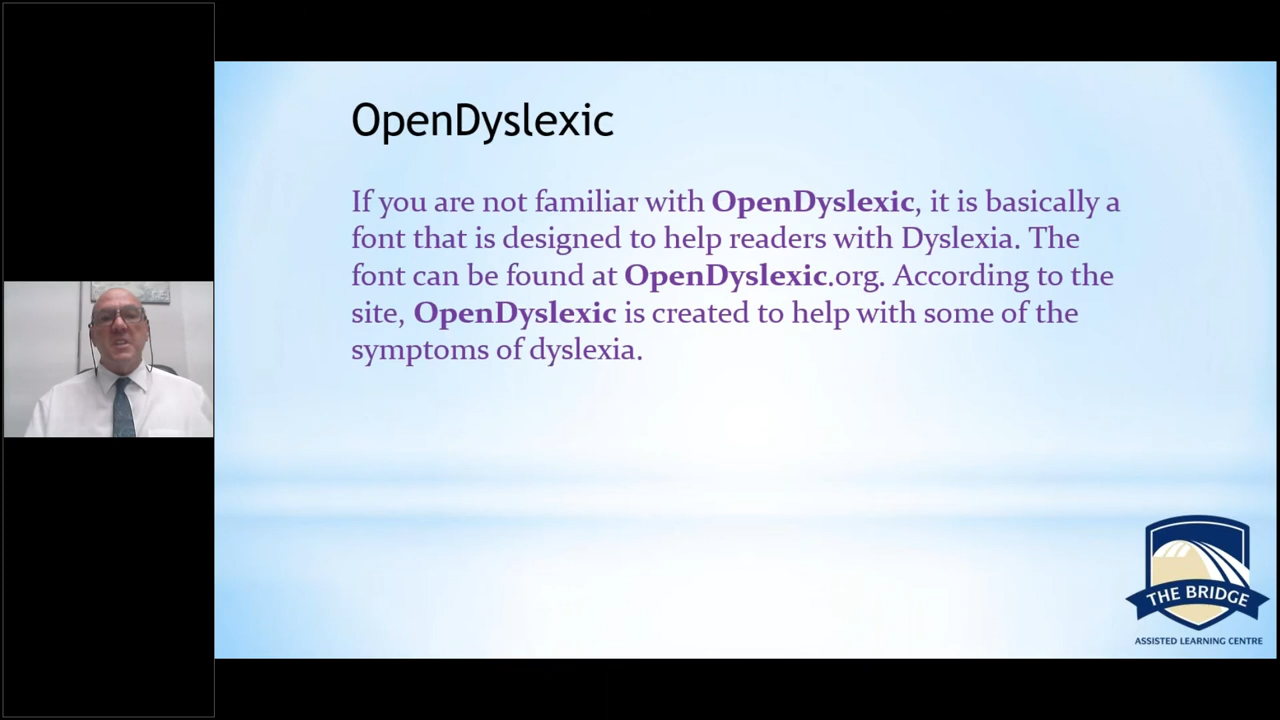 OpenDyslexic
If you are not familiar with OpenDyslexic, it is basically a
font that is designed to help readers with Dyslexia. The
font can be found at OpenDyslexic.org. According to the
site, OpenDyslexic is created to help with some of the
symptoms of dyslexia.
THE BRIDGE
ASSISTED LEARNING CENTRE